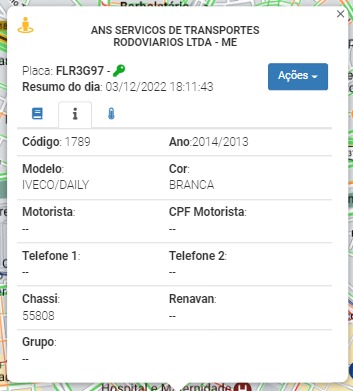 ANS SERVICOS DE TRANSPORTES
RODOVIARIOS LTDA - ME
Placa: FLR3G97 -
Resumo do dia: 03/12/2022 18:11:43
Ações
Código: 1789
Ano:2014/2013
Modelo:
IVECO/DAILY
Cor:
BRANCA
Motorista:
--
CPF Motorista:
--
Telefone 1:
--
Telefone 2:
--
Chassi:
55808
Renavan:
--
Grupo:
--
Hospital e Maternidade